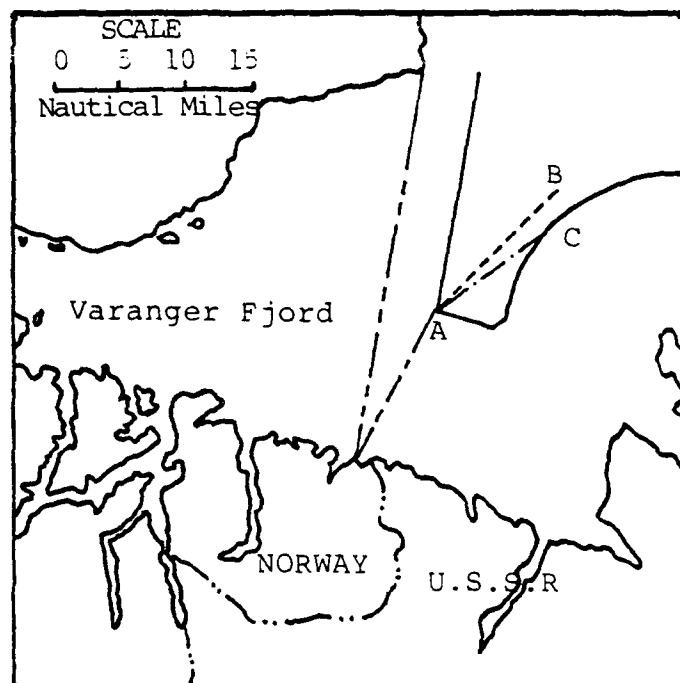 SCALE
0 5 10 15
Nautical Miles
B
C
Varanger Fjord
A
NORWAY
U.S.S.R